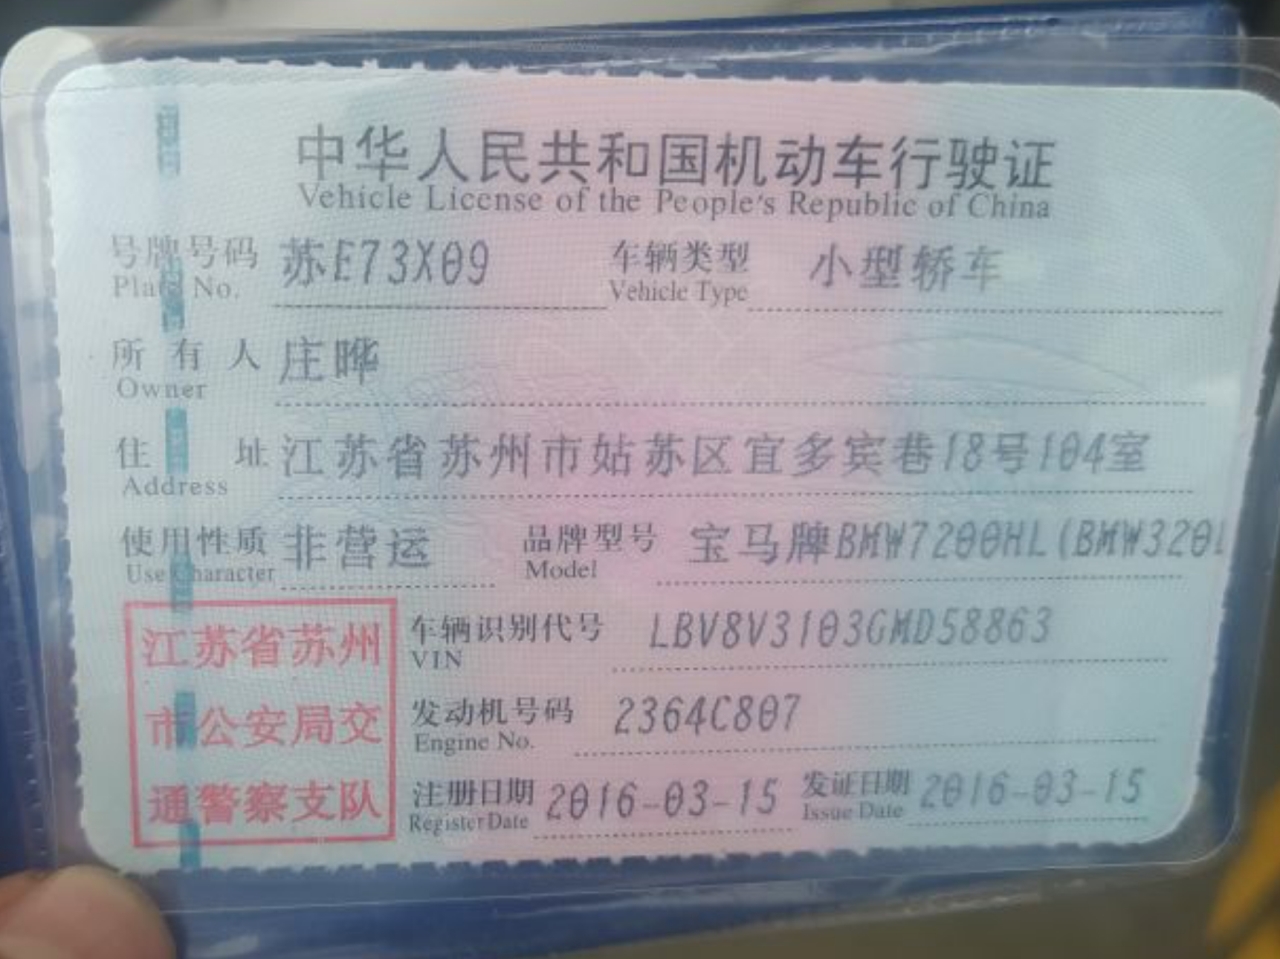 中华人民共和国机动车行驶证
Vehicle License of the People's Republic of China
号牌号码 苏E73X09 车辆类型 小型轿车
Plate No. Vehicle Type
所有人 庄晔
Owner
住址 江苏省苏州市姑苏区宜多宾巷18号104室
Address
使用性质 非营运 品牌型号 宝马牌BMW7200HL(BMW320L
Use Character Model
江苏省苏州
市公安局交
通警察支队
车辆识别代号 LBV8V3103GMD58863
VIN
发动机号码 2364C807
Engine No.
注册日期 2016-03-15 发证日期 2016-03-15
Register Date Issue Date